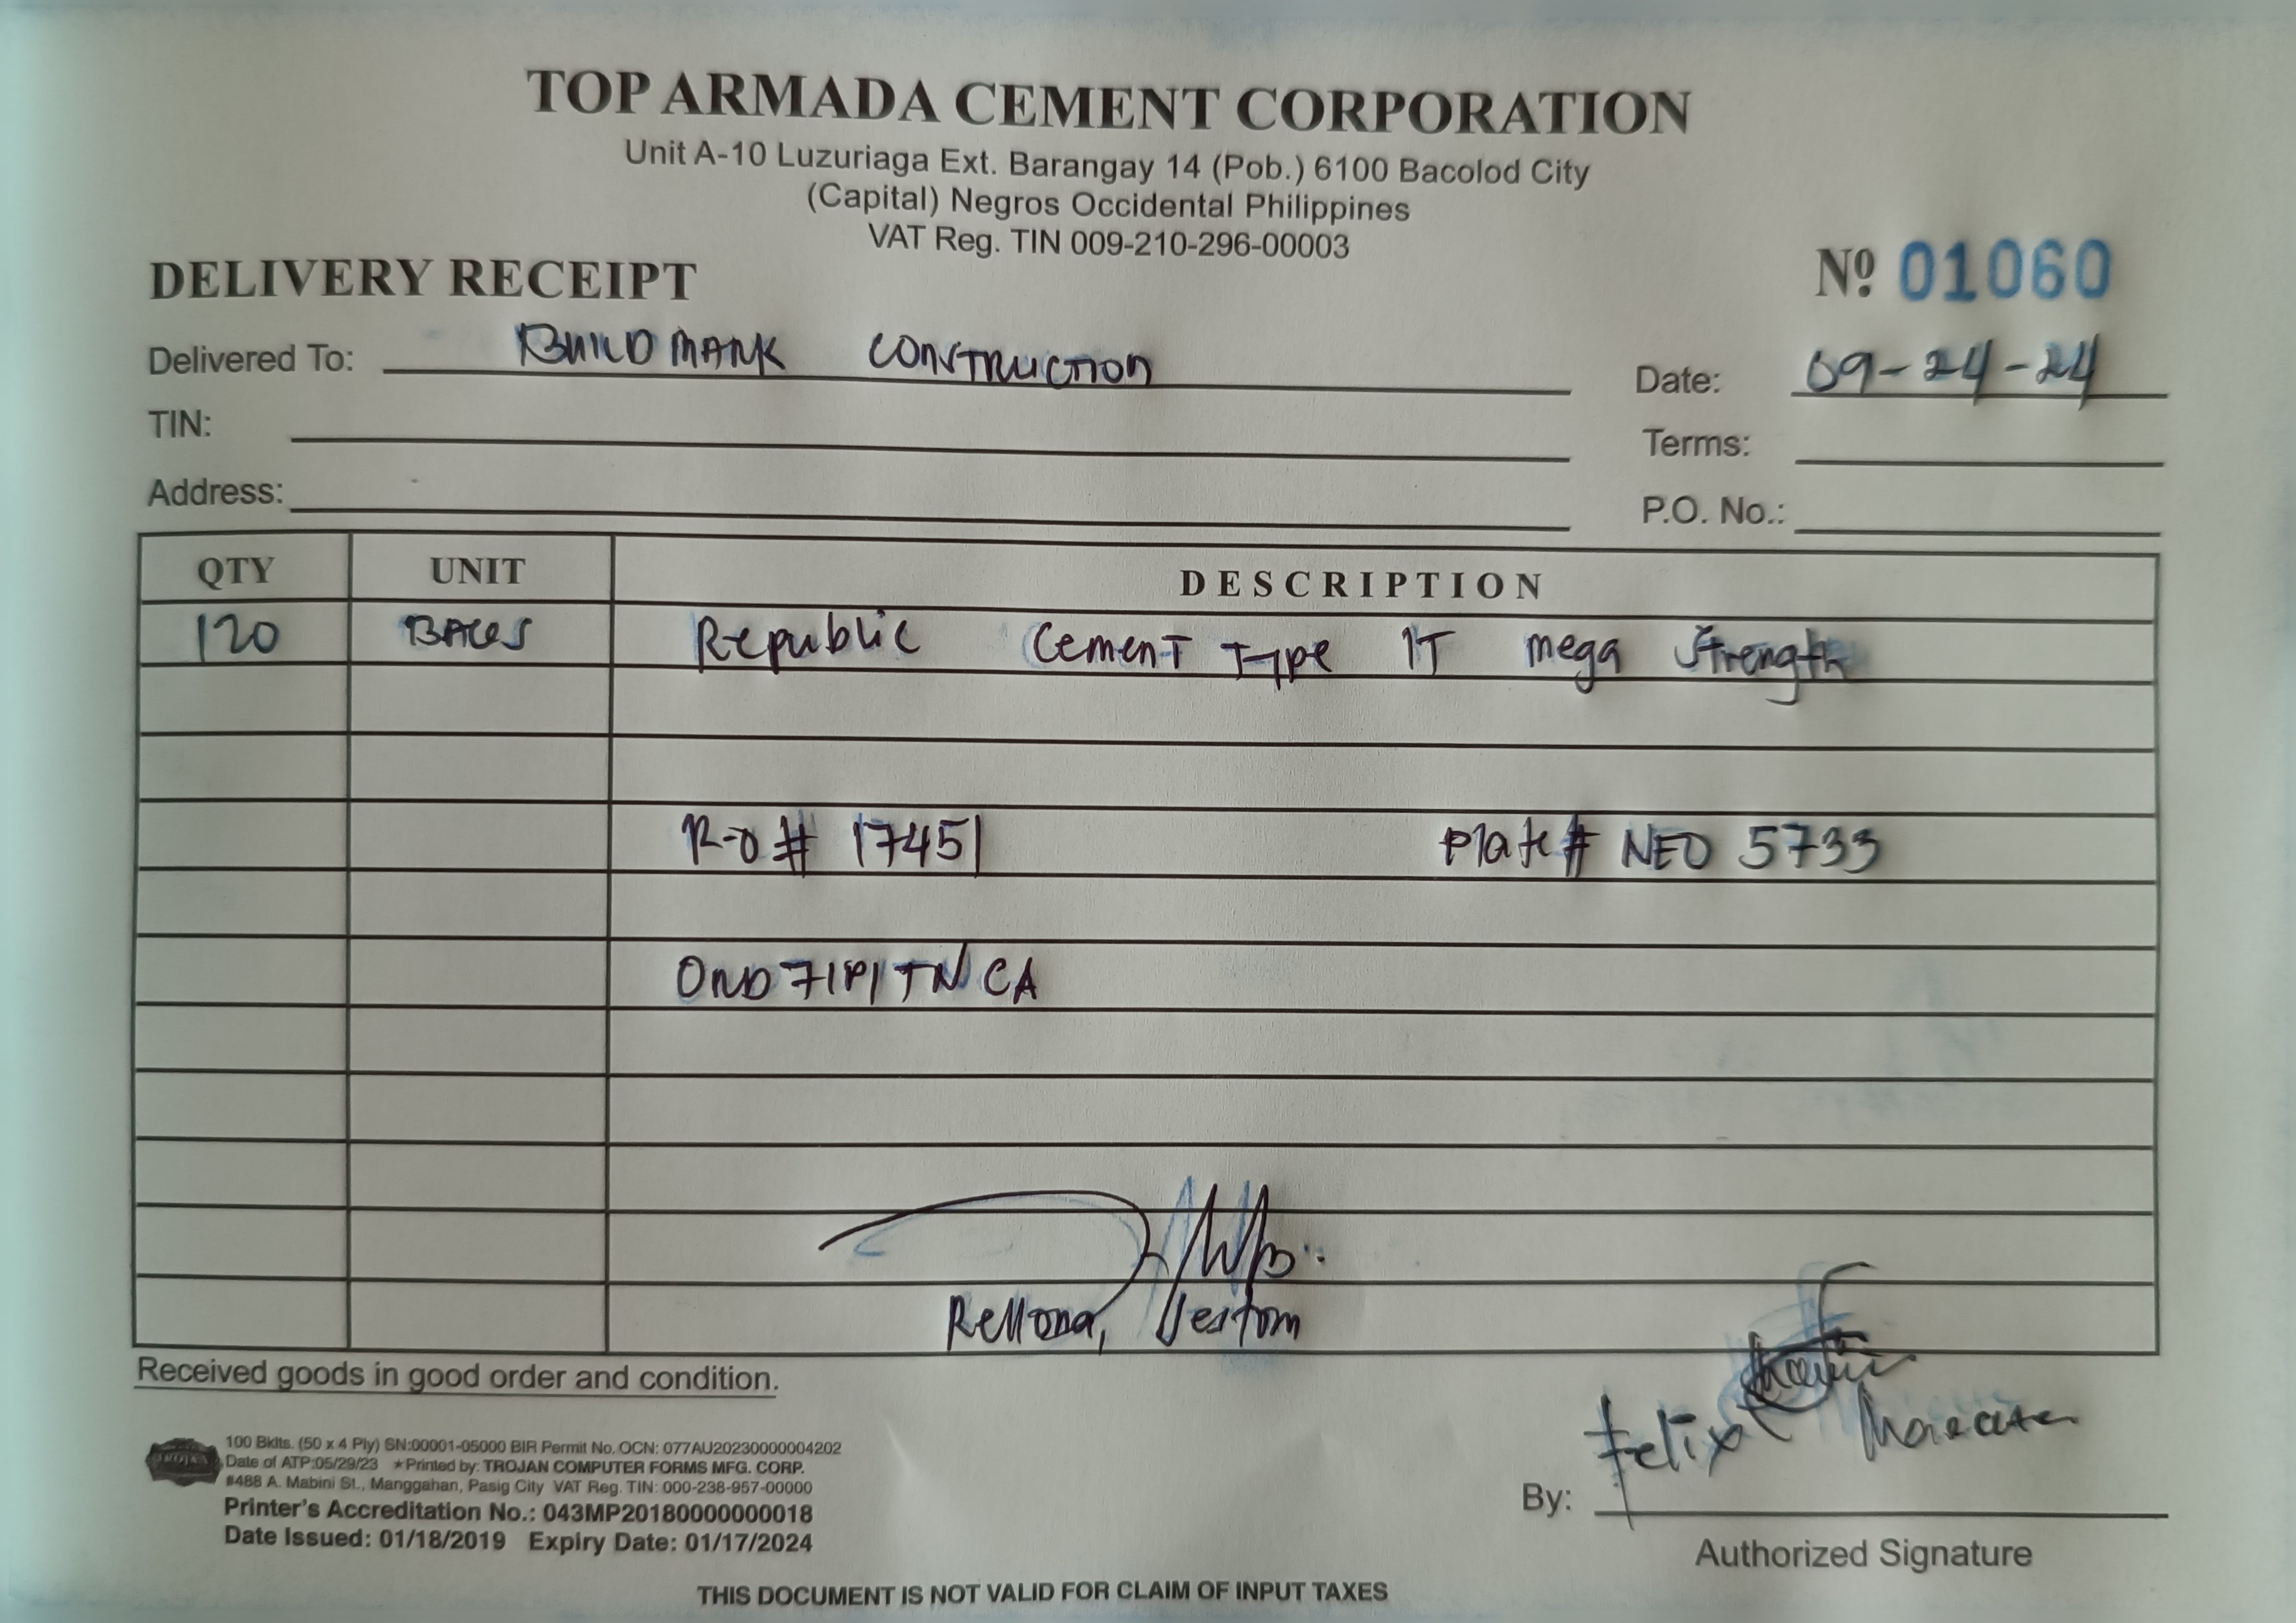 TOP ARMADA CEMENT CORPORATION
Unit A-10 Luzuriaga Ext. Barangay 14 (Pob.) 6100 Bacolod City
(Capital) Negros Occidental Philippines
VAT Reg. TIN 009-210-296-00003
DELIVERY RECEIPT Nº 01060
Delivered To: BUILDMARK CONSTRUCTION Date: 09-24-24
TIN: Terms:
Address: P.O. No.:
QTY UNIT DESCRIPTION
120 BAGS Republic Cement Type 1T mega Strength
R-O # 17451 Plate # NEO 5733
Rellona,
Received goods in good order and condition.
Felix
100 Bklts. (50 x 4 Ply) SN:00001-05000 BIR Permit No. OCN: 077AU20230000004202
Date of ATP:05/29/23 ★Printed by: TROJAN COMPUTER FORMS MFG. CORP.
#488 A. Mabini St., Manggahan, Pasig City VAT Reg. TIN: 000-238-957-00000
Printer's Accreditation No.: 043MP20180000000018
Date Issued: 01/18/2019 Expiry Date: 01/17/2024
By:
Authorized Signature
THIS DOCUMENT IS NOT VALID FOR CLAIM OF INPUT TAXES